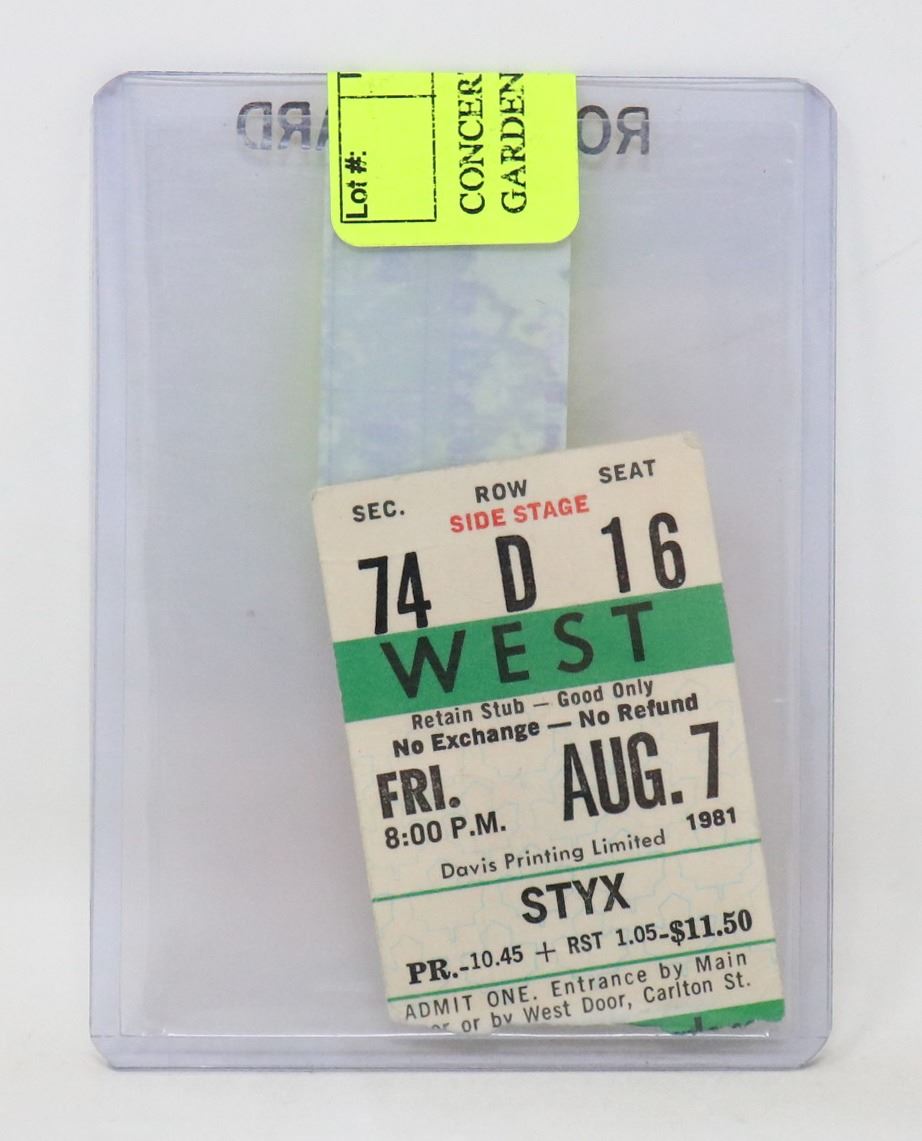 Lot #:
CONCER
GARDEN
SEC. ROW SEAT
SIDE STAGE
74 D 16
WEST
Retain Stub — Good Only
No Exchange — No Refund
FRI. AUG. 7
8:00 P.M. 1981
Davis Printing Limited
STYX
PR.-10.45 + RST 1.05-$11.50
ADMIT ONE. Entrance by Main
or by West Door, Carlton St.